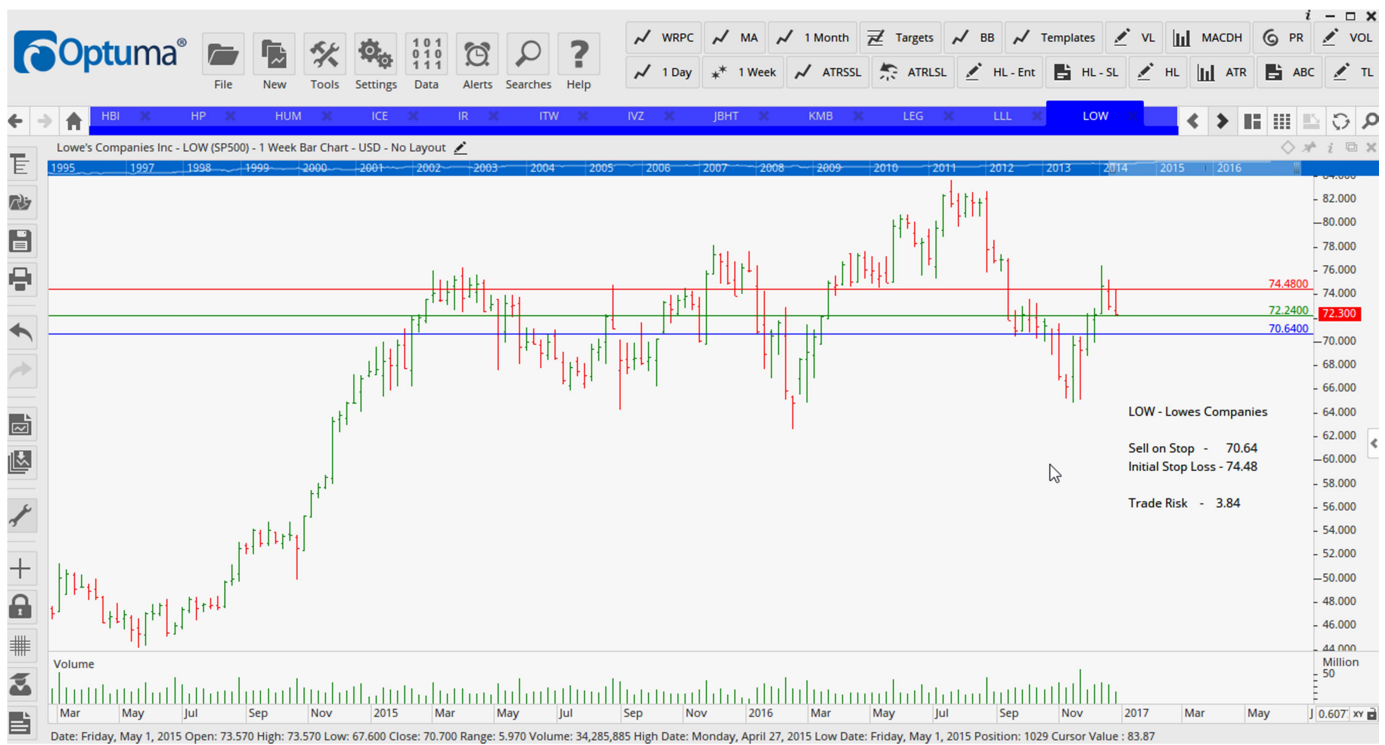 Optuma®
File New Tools Settings Data Alerts Searches Help
WRPC MA 1 Month Targets BB Templates VL MACDH PR VOL
1 Day 1 Week ATRSSL ATRLSL HL - Ent HL - SL HL ATR ABC TL
HBI HP HUM ICE IR ITW IVZ JBHT KMB LEG LLL LOW
Lowe's Companies Inc - LOW (SP500) - 1 Week Bar Chart - USD - No Layout
1995 1997 1998 1999 2000 2001 2002 2003 2004 2005 2006 2007 2008 2009 2010 2011 2012 2013 2014 2015 2016
84.000
82.000
80.000
78.000
76.000
74.4800
74.000
72.2400
72.300
70.6400
70.000
68.000
66.000
64.000
LOW - Lowes Companies
62.000
Sell on Stop - 70.64
60.000
Initial Stop Loss - 74.48
58.000
Trade Risk - 3.84
56.000
54.000
52.000
50.000
48.000
46.000
44.000
Volume
Million
50
Mar May Jul Sep Nov 2015 Mar May Jul Sep Nov 2016 Mar May Jul Sep Nov 2017 Mar May J 0.607 XY
Date: Friday, May 1, 2015 Open: 73.570 High: 73.570 Low: 67.600 Close: 70.700 Range: 5.970 Volume: 34,285,885 High Date: Monday, April 27, 2015 Low Date: Friday, May 1, 2015 Position: 1029 Cursor Value : 83.87